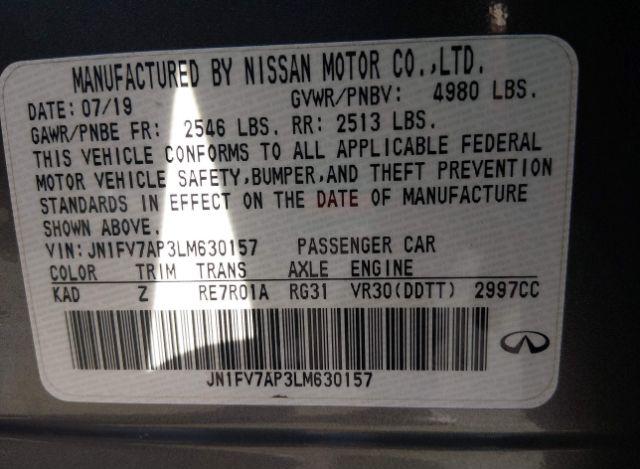 MANUFACTURED BY NISSAN MOTOR CO.,LTD.
DATE: 07/19 GVWR/PNBV: 4980 LBS.
GAWR/PNBE FR: 2546 LBS. RR: 2513 LBS.
THIS VEHICLE CONFORMS TO ALL APPLICABLE FEDERAL
MOTOR VEHICLE SAFETY,BUMPER,AND THEFT PREVENTION
STANDARDS IN EFFECT ON THE DATE OF MANUFACTURE
SHOWN ABOVE.
VIN:JN1FV7AP3LM630157 PASSENGER CAR
COLOR TRIM TRANS AXLE ENGINE
KAD Z RE7R01A RG31 VR30(DDTT) 2997CC
JN1FV7AP3LM630157